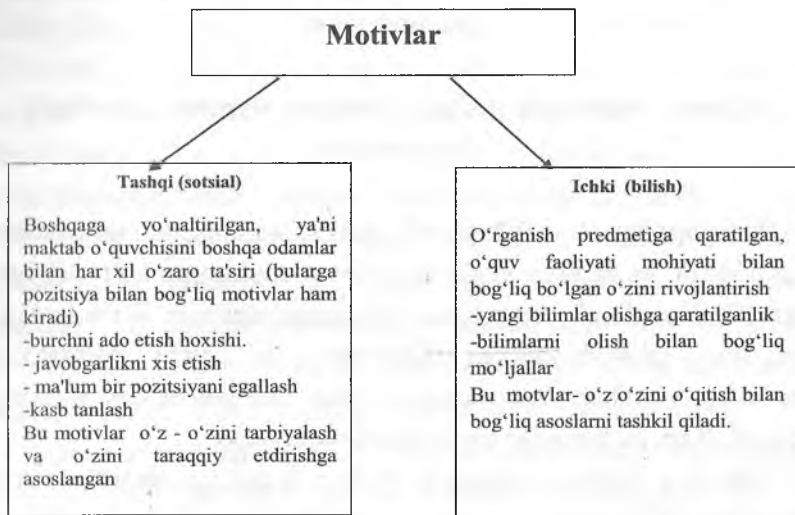 Motivlar
Tashqi (sotsial)
Boshqaga yo‘naltirilgan, ya'ni
maktab o‘quvchisini boshqa odamlar
bilan har xil o‘zaro ta'siri (bularga
pozitsiya bilan bog‘liq motivlar ham
kiradi)
-burchni ado etish hoxishi.
- javobgarlikni xis etish
- ma'lum bir pozitsiyani egallash
-kasb tanlash
Bu motivlar o‘z - o‘zini tarbiyalash
va o‘zini taraqqiy etdirishga
asoslangan
Ichki (bilish)
O‘rganish predmetiga qaratilgan,
o‘quv faoliyati mohiyati bilan
bog‘liq bo‘lgan o‘zini rivojlantirish
-yangi bilimlar olishga qaratilganlik
-bilimlarni olish bilan bog‘liq
mo‘ljallar
Bu motvlar- o‘z o‘zini o‘qitish bilan
bog‘liq asoslarni tashkil qiladi.